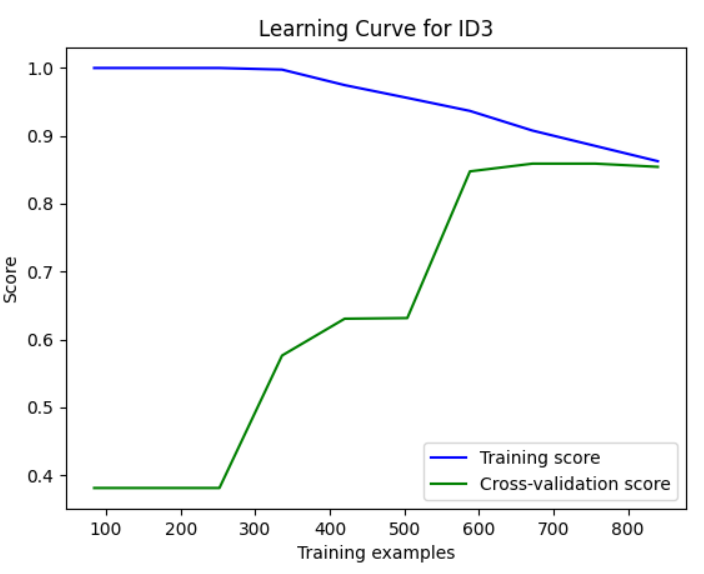 Learning Curve for ID3
1.0
0.9
0.8
0.7
0.6
0.5
0.4
Score
Training score
Cross-validation score
100 200 300 400 500 600 700 800
Training examples